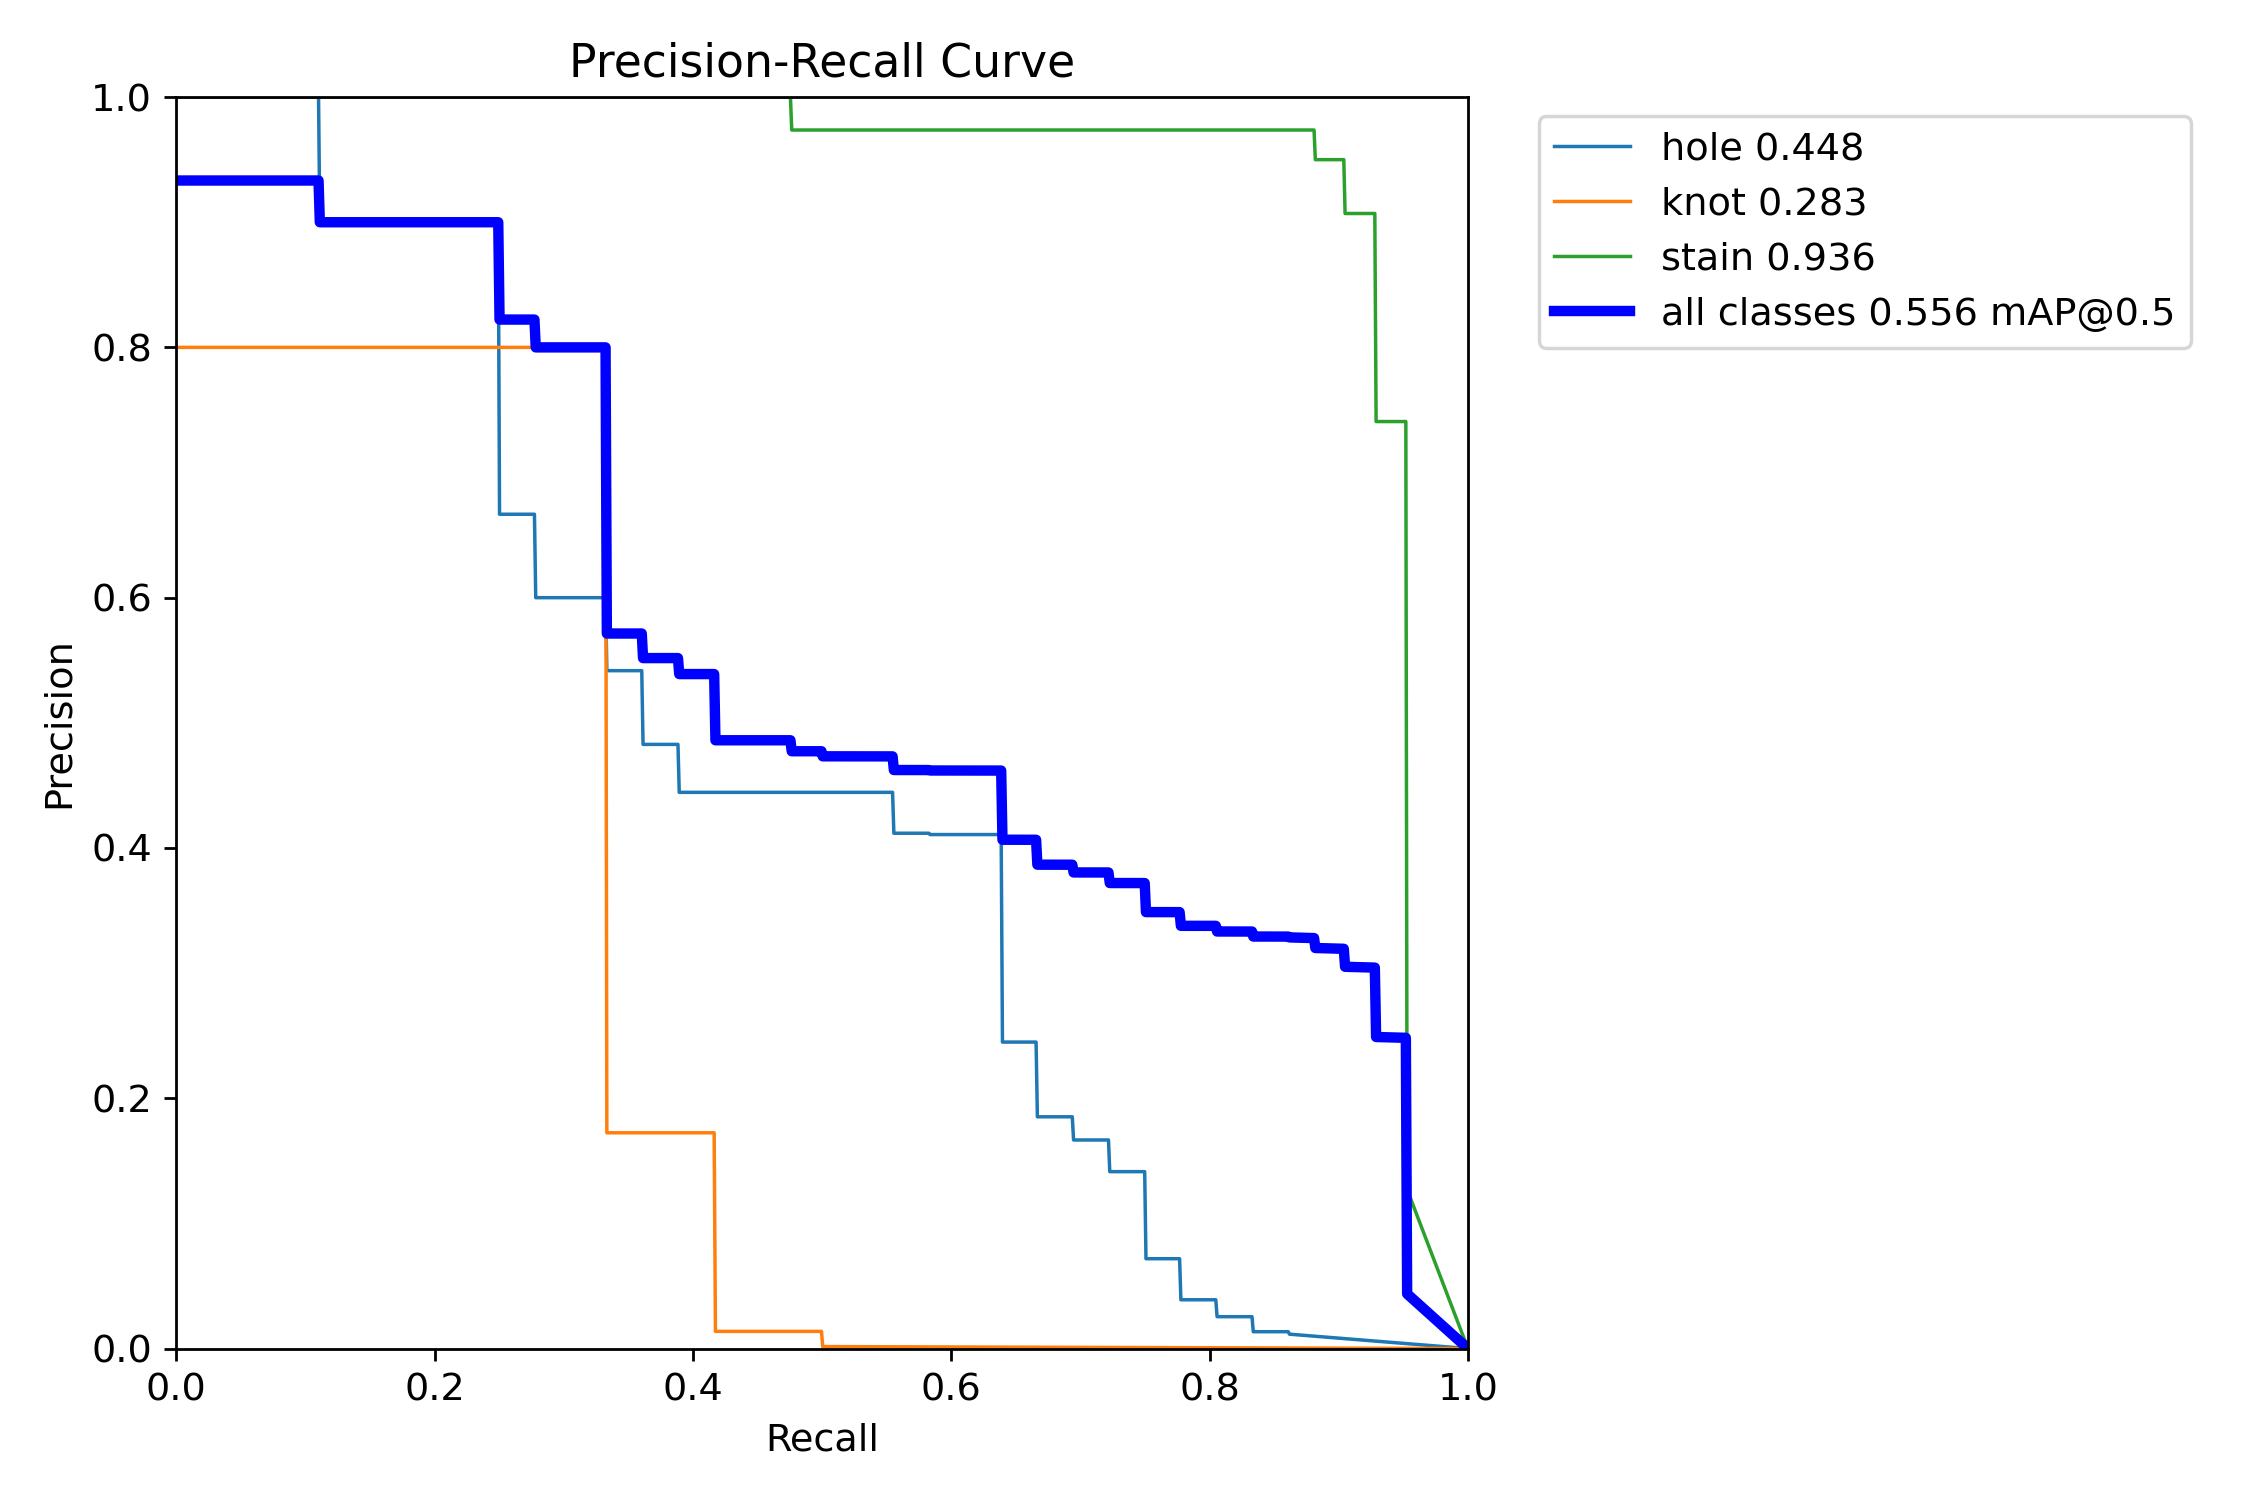 Precision-Recall Curve
1.0
0.8
0.6
0.4
0.2
0.0
Precision
0.0 0.2 0.4 0.6 0.8 1.0
Recall
hole 0.448
knot 0.283
stain 0.936
all classes 0.556 mAP@0.5